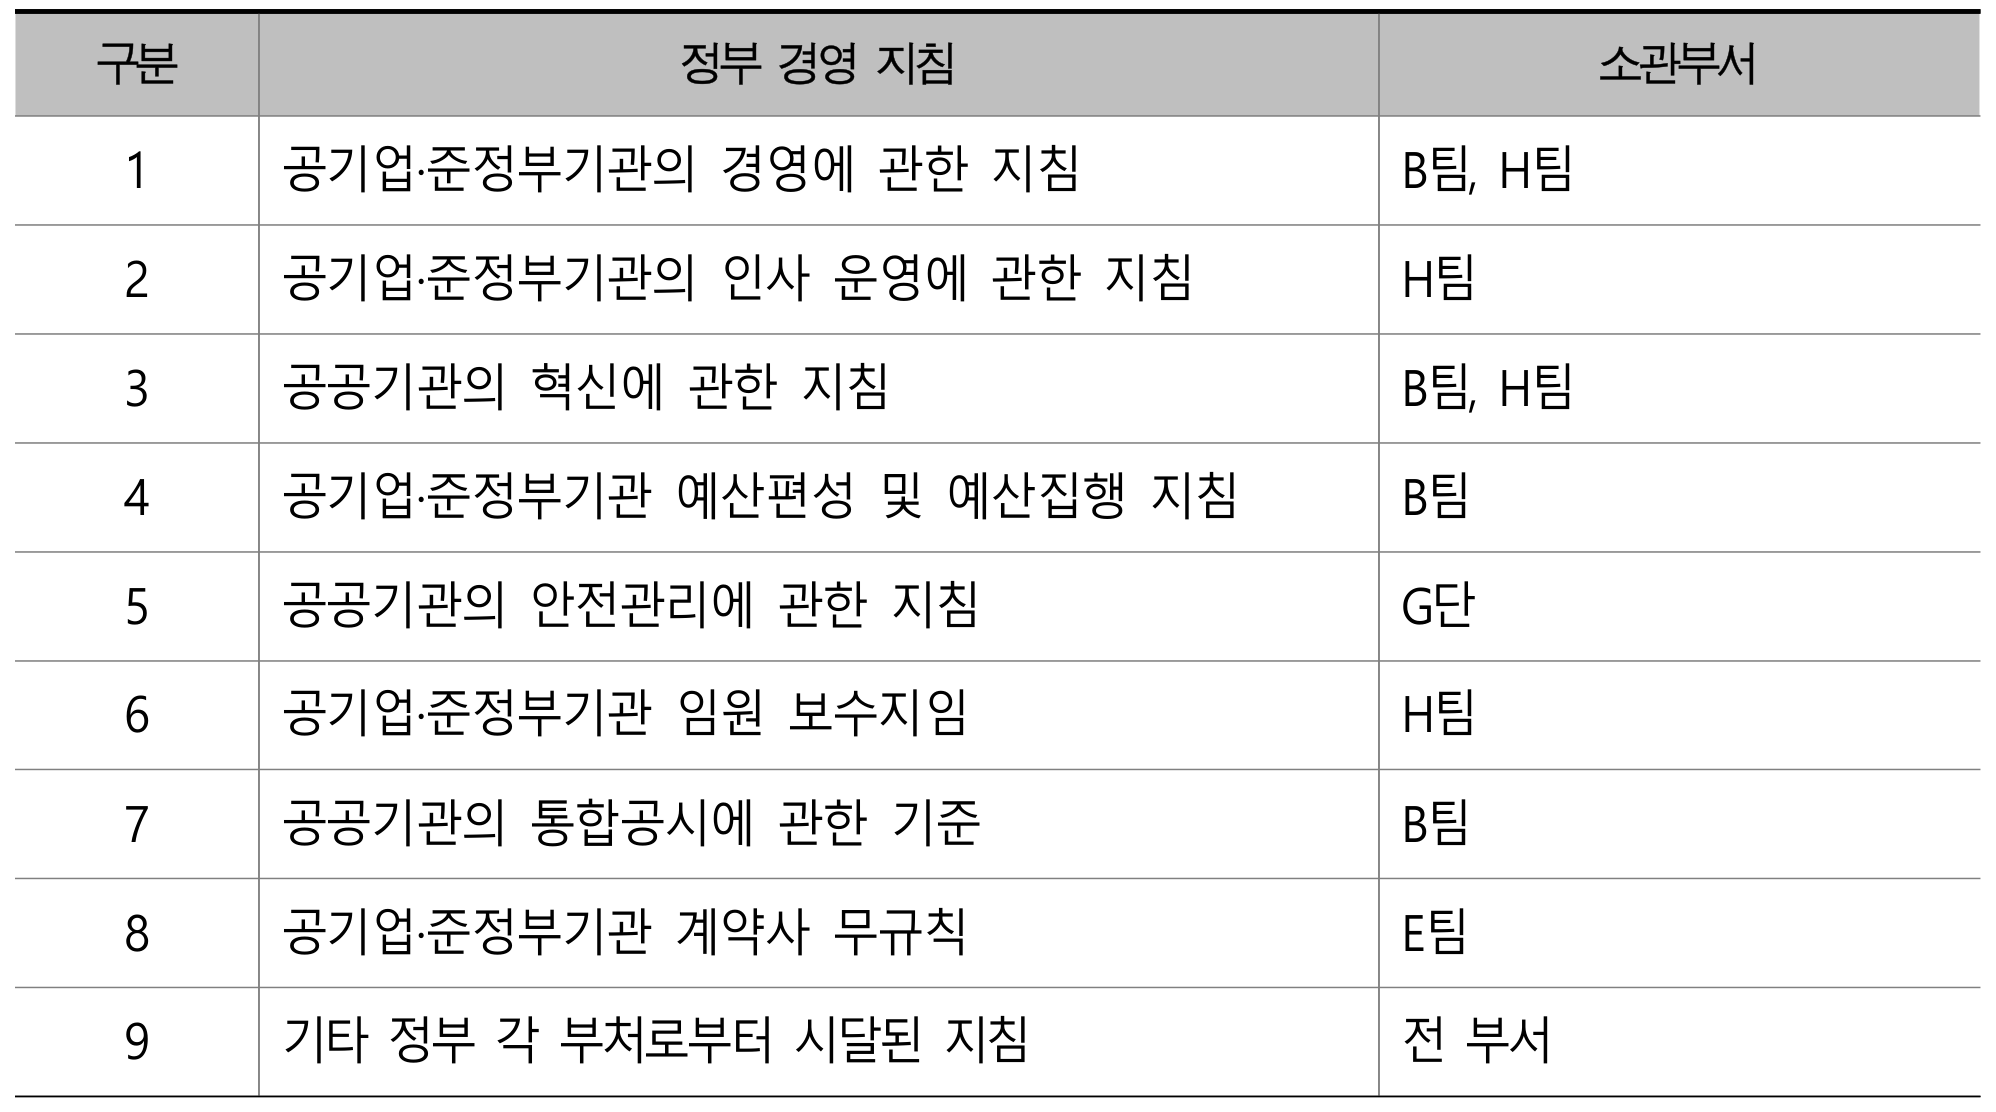 구분 정부 경영 지침 소관부서
1 공기업·준정부기관의 경영에 관한 지침 B팀, H팀
2 공기업·준정부기관의 인사 운영에 관한 지침 H팀
3 공공기관의 혁신에 관한 지침 B팀, H팀
4 공기업·준정부기관 예산편성 및 예산집행 지침 B팀
5 공공기관의 안전관리에 관한 지침 G단
6 공기업·준정부기관 임원 보수지임 H팀
7 공공기관의 통합공시에 관한 기준 B팀
8 공기업·준정부기관 계약사 무규칙 E팀
9 기타 정부 각 부처로부터 시달된 지침 전 부서